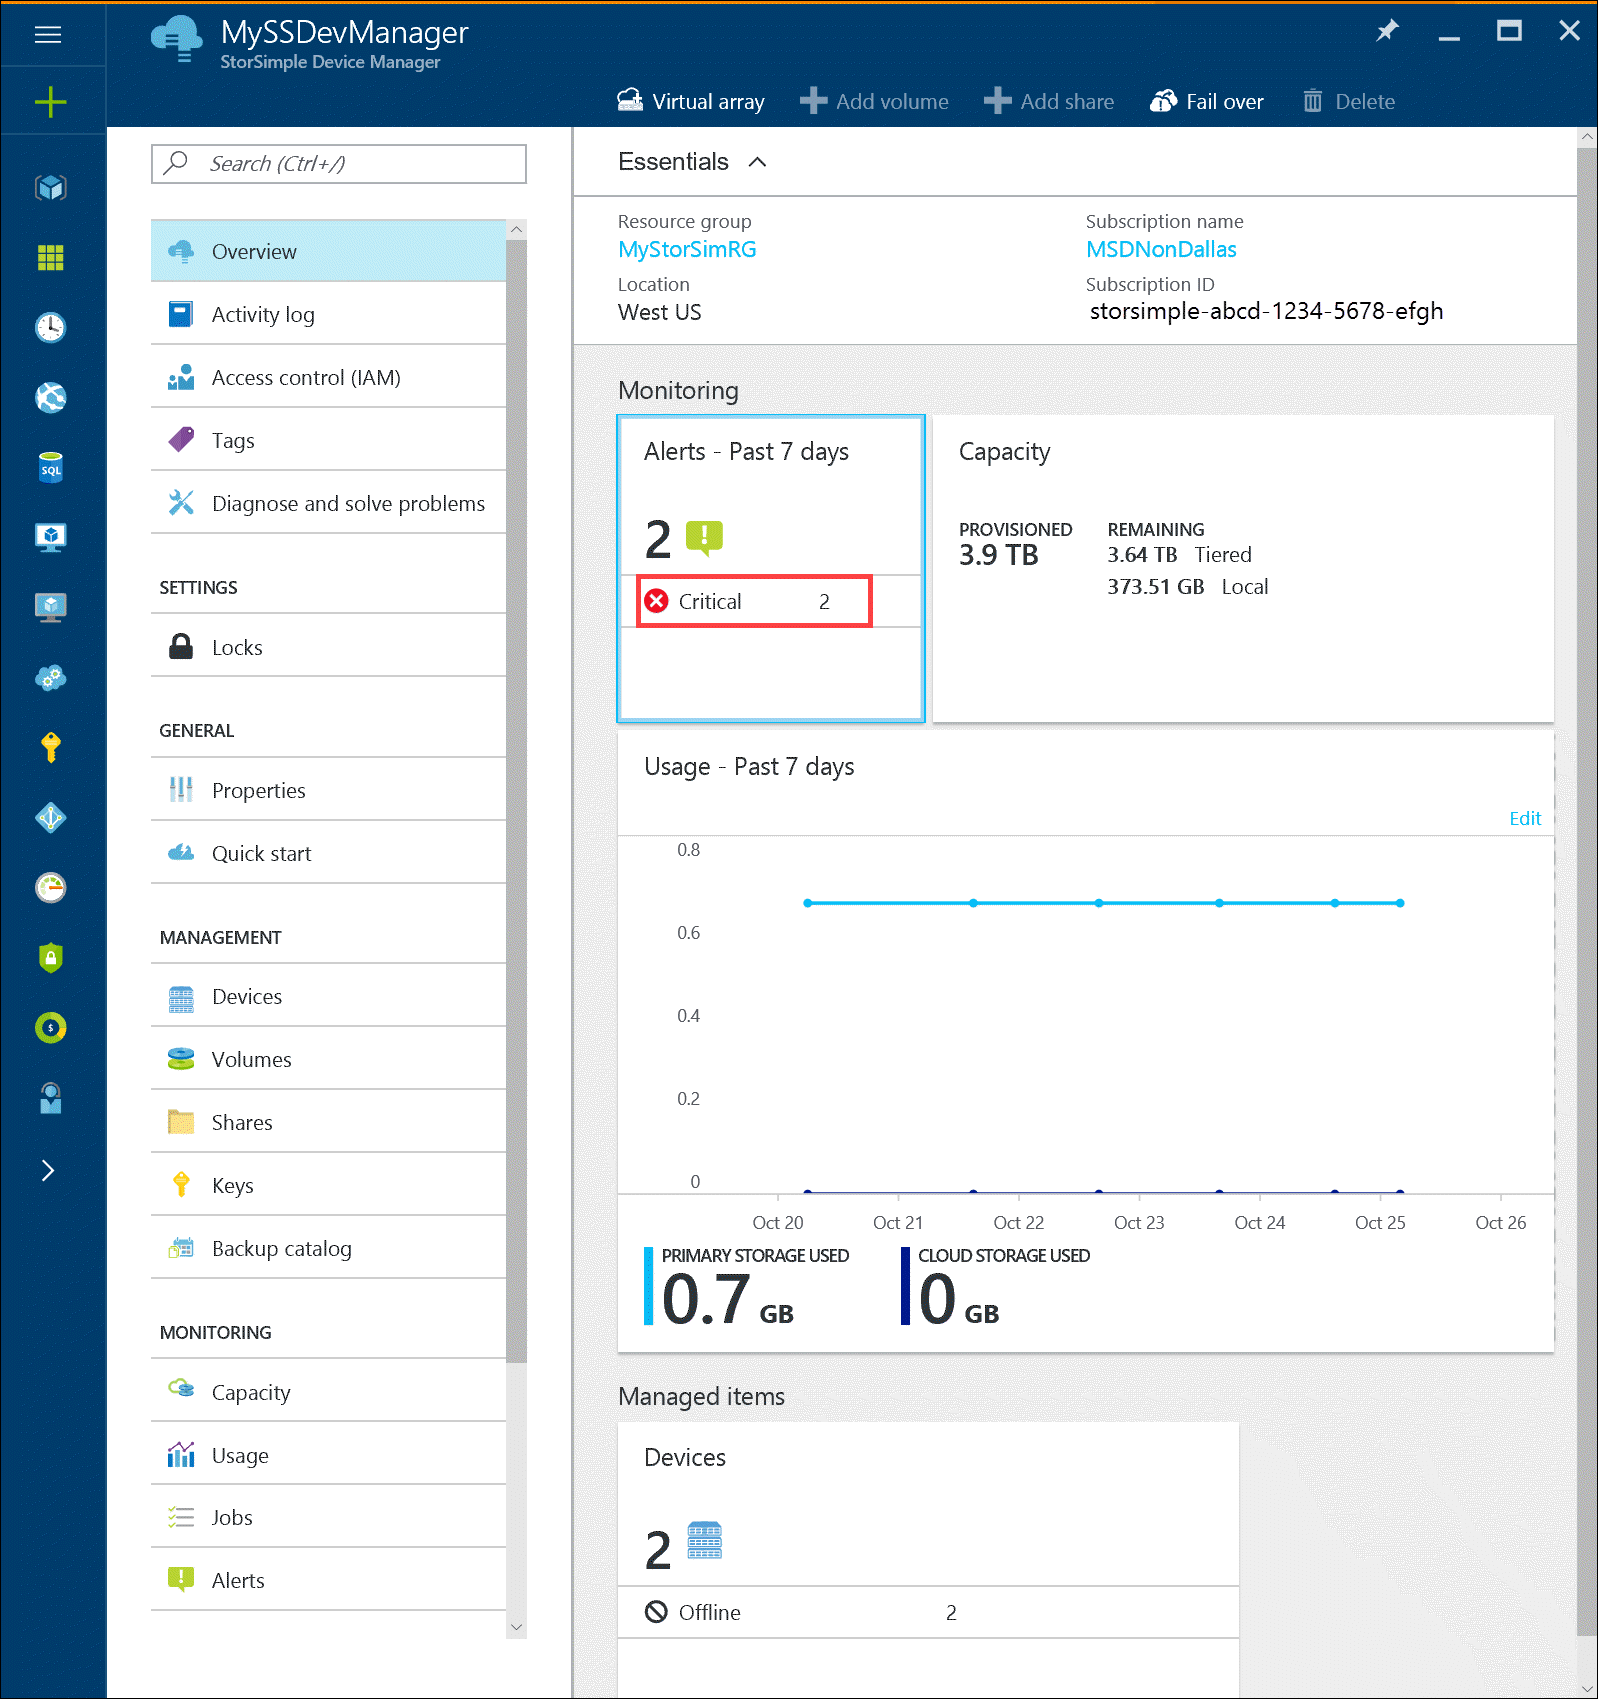 MySSDevManager
StorSimple Device Manager
Virtual array
Add volume
Add share
Fail over
Delete
Search (Ctrl+/)
Overview
Activity log
Access control (IAM)
Tags
Diagnose and solve problems
SETTINGS
Locks
GENERAL
Properties
Quick start
MANAGEMENT
Devices
Volumes
Shares
Keys
Backup catalog
MONITORING
Capacity
Usage
Jobs
Alerts
SQL
$
Essentials
Resource group
MyStorSimRG
Location
West US
Subscription name
MSDNonDallas
Subscription ID
storsimple-abcd-1234-5678-efgh
Monitoring
Alerts - Past 7 days
2
Critical 2
Capacity
PROVISIONED
3.9 TB
REMAINING
3.64 TB Tiered
373.51 GB Local
Usage - Past 7 days
Edit
0.8
0.6
0.4
0.2
0
Oct 20 Oct 21 Oct 22 Oct 23 Oct 24 Oct 25 Oct 26
PRIMARY STORAGE USED
0.7 GB
CLOUD STORAGE USED
0 GB
Managed items
Devices
2
Offline 2